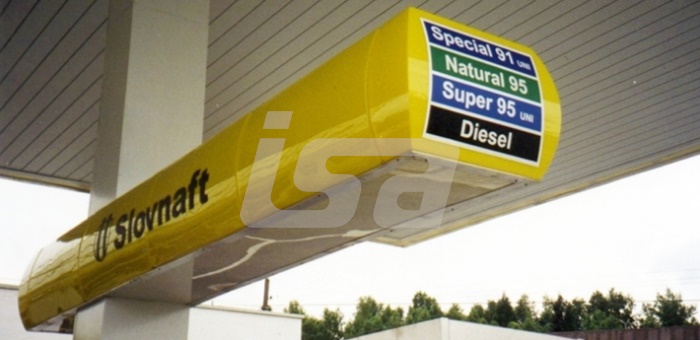 Special 91 UNI
Natural 95
Super 95 UNI
Diesel
Slovnaft
isa